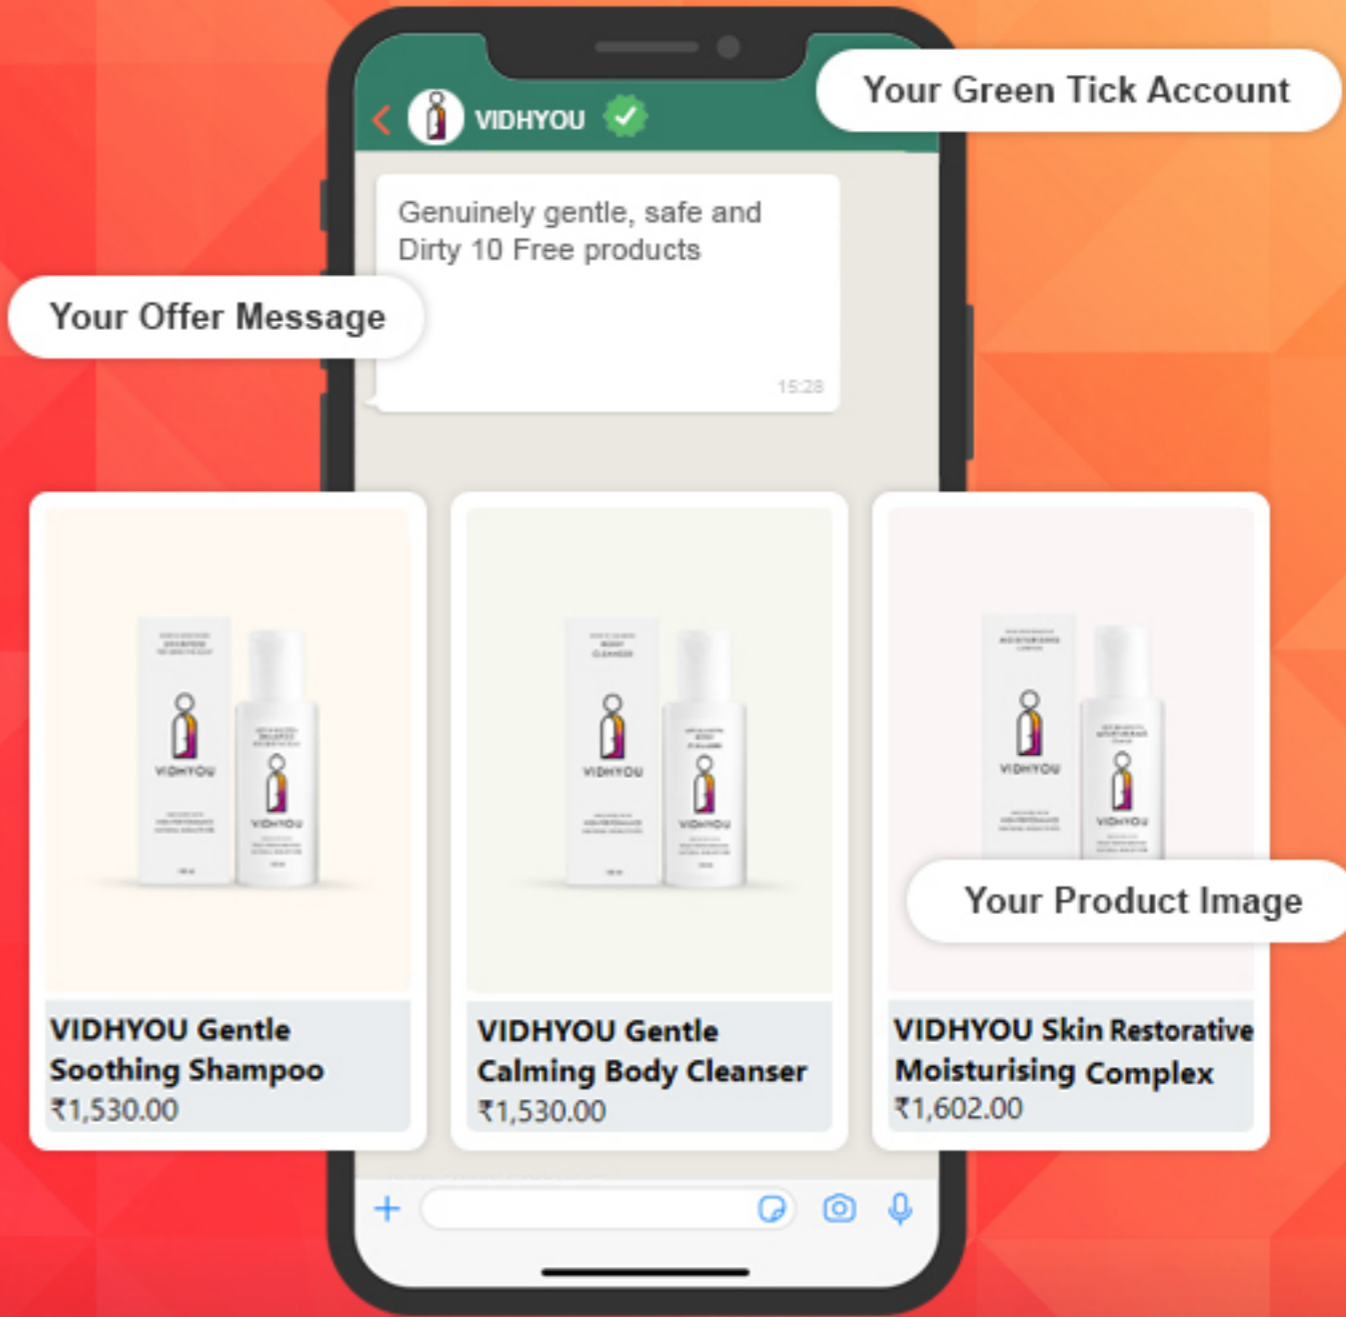 Your Green Tick Account
VIDHYOU
Genuinely gentle, safe and
Dirty 10 Free products
Your Offer Message
15:28
VIDHYOU
VIDHYOU
VIDHYOU
VIDHYOU
VIDHYOU
VIDHYOU
Your Product Image
VIDHYOU Gentle
Soothing Shampoo
₹1,530.00
VIDHYOU Gentle
Calming Body Cleanser
₹1,530.00
VIDHYOU Skin Restorative
Moisturising Complex
₹1,602.00